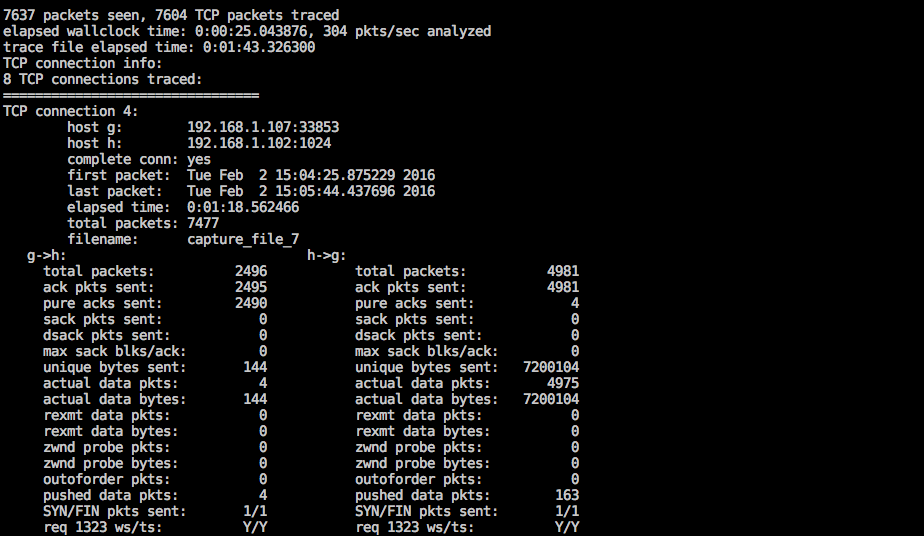 7637 packets seen, 7604 TCP packets traced
elapsed wallclock time: 0:00:25.043876, 304 pkts/sec analyzed
trace file elapsed time: 0:01:43.326300
TCP connection info:
8 TCP connections traced:
================================
TCP connection 4:
        host g:        192.168.1.107:33853
        host h:        192.168.1.102:1024
        complete conn: yes
        first packet:  Tue Feb  2 15:04:25.875229 2016
        last packet:   Tue Feb  2 15:05:44.437696 2016
        elapsed time:  0:01:18.562466
        total packets: 7477
        filename:      capture_file_7
   g->h:                              h->g:
     total packets:          2496           total packets:          4981
     ack pkts sent:          2495           ack pkts sent:          4981
     pure acks sent:         2490           pure acks sent:            4
     sack pkts sent:            0           sack pkts sent:            0
     dsack pkts sent:           0           dsack pkts sent:           0
     max sack blks/ack:         0           max sack blks/ack:         0
     unique bytes sent:       144           unique bytes sent:   7200104
     actual data pkts:          4           actual data pkts:       4975
     actual data bytes:       144           actual data bytes:   7200104
     rexmt data pkts:           0           rexmt data pkts:           0
     rexmt data bytes:          0           rexmt data bytes:          0
     zwnd probe pkts:           0           zwnd probe pkts:           0
     zwnd probe bytes:          0           zwnd probe bytes:          0
     outoforder pkts:           0           outoforder pkts:           0
     pushed data pkts:          4           pushed data pkts:        163
     SYN/FIN pkts sent:       1/1           SYN/FIN pkts sent:       1/1
     req 1323 ws/ts:          Y/Y           req 1323 ws/ts:          Y/Y